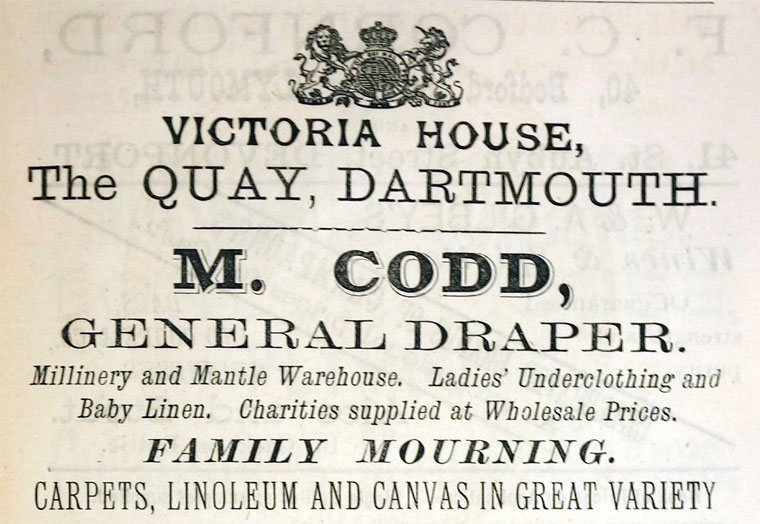 VICTORIA HOUSE,
The QUAY, DARTMOUTH.
M. CODD,
GENERAL DRAPER.
Millinery and Mantle Warehouse. Ladies' Underclothing and
Baby Linen. Charities supplied at Wholesale Prices.
FAMILY MOURNING.
CARPETS, LINOLEUM AND CANVAS IN GREAT VARIETY